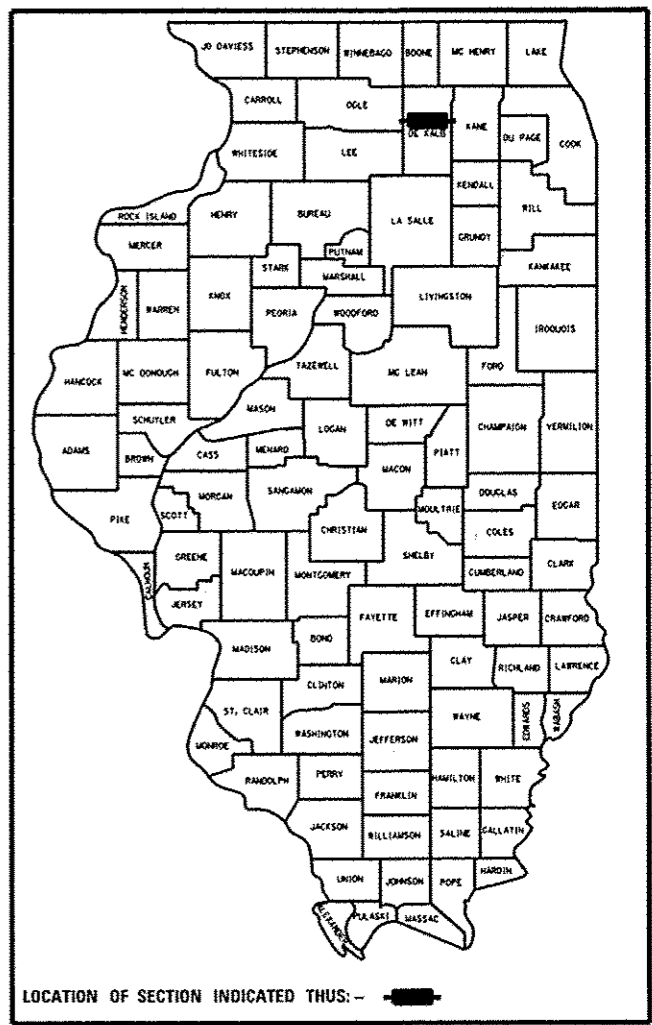 JO DAVIESS STEPHENSON WINNEBAGO BOONE MC HENRY LAKE
CARROLL OGLE DE KALB KANE DU PAGE COOK
WHITESIDE LEE
KENDALL WILL
ROCK ISLAND HENRY BUREAU LA SALLE GRUNDY
MERCER PUTNAM KANKAKEE
STARK MARSHALL
HENDERSON WARREN KNOX PEORIA WOODFORD LIVINGSTON IROQUOIS
HANCOCK MC DONOUGH FULTON TAZEWELL MC LEAN FORD
SCHUYLER MASON LOGAN DE WITT CHAMPAIGN VERMILION
ADAMS BROWN CASS MENARD MACON PIATT
MORGAN SANGAMON DOUGLAS EDGAR
PIKE SCOTT CHRISTIAN MOULTRIE COLES
GREENE MACOUPIN MONTGOMERY SHELBY CUMBERLAND CLARK
CALHOUN JERSEY FAYETTE EFFINGHAM JASPER CRAWFORD
MADISON BOND CLAY RICHLAND LAWRENCE
CLINTON MARION
ST. CLAIR WASHINGTON JEFFERSON WAYNE EDWARDS WABASH
MONROE
RANDOLPH PERRY FRANKLIN HAMILTON WHITE
JACKSON WILLIAMSON SALINE GALLATIN
UNION JOHNSON POPE HARDIN
ALEXANDER PULASKI MASSAC
LOCATION OF SECTION INDICATED THUS: -